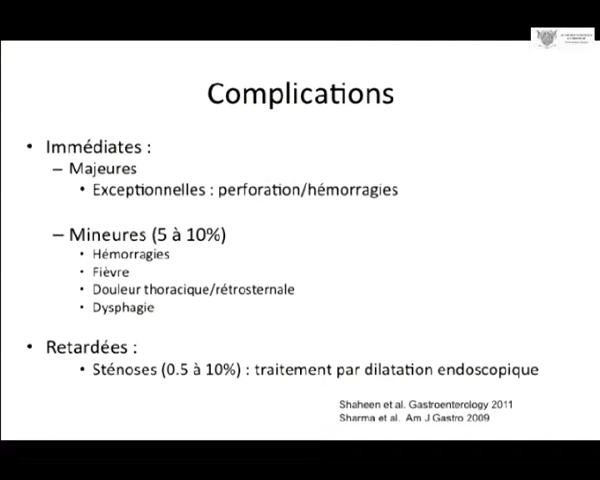 Complications
• Immédiates :
– Majeures
• Exceptionnelles : perforation/hémorragies
– Mineures (5 à 10%)
• Hémorragies
• Fièvre
• Douleur thoracique/rétrosternale
• Dysphagie
• Retardées :
• Sténoses (0.5 à 10%) : traitement par dilatation endoscopique
Shaheen et al. Gastroenterology 2011
Sharma et al. Am J Gastro 2009